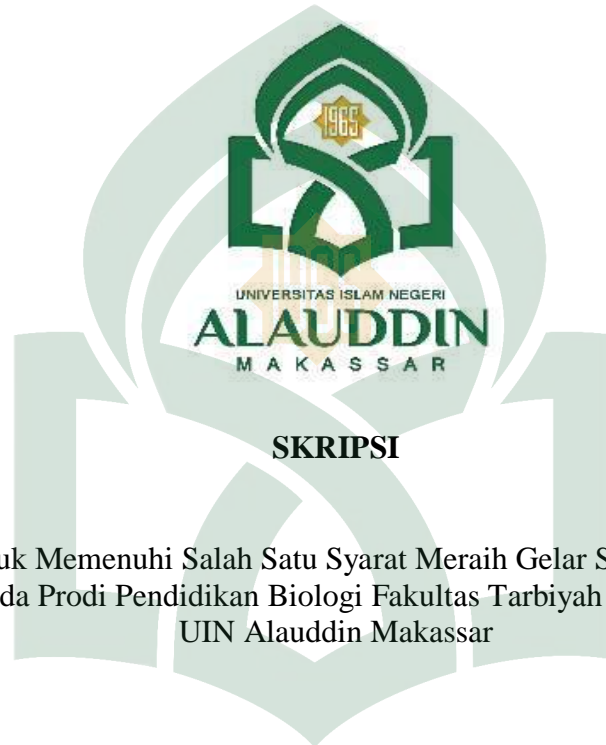 1965
UNIVERSITAS ISLAM NEGERI
ALAUDDIN
MAKASSAR
SKRIPSI
uk Memenuhi Salah Satu Syarat Meraih Gelar S
da Prodi Pendidikan Biologi Fakultas Tarbiyah
UIN Alauddin Makassar